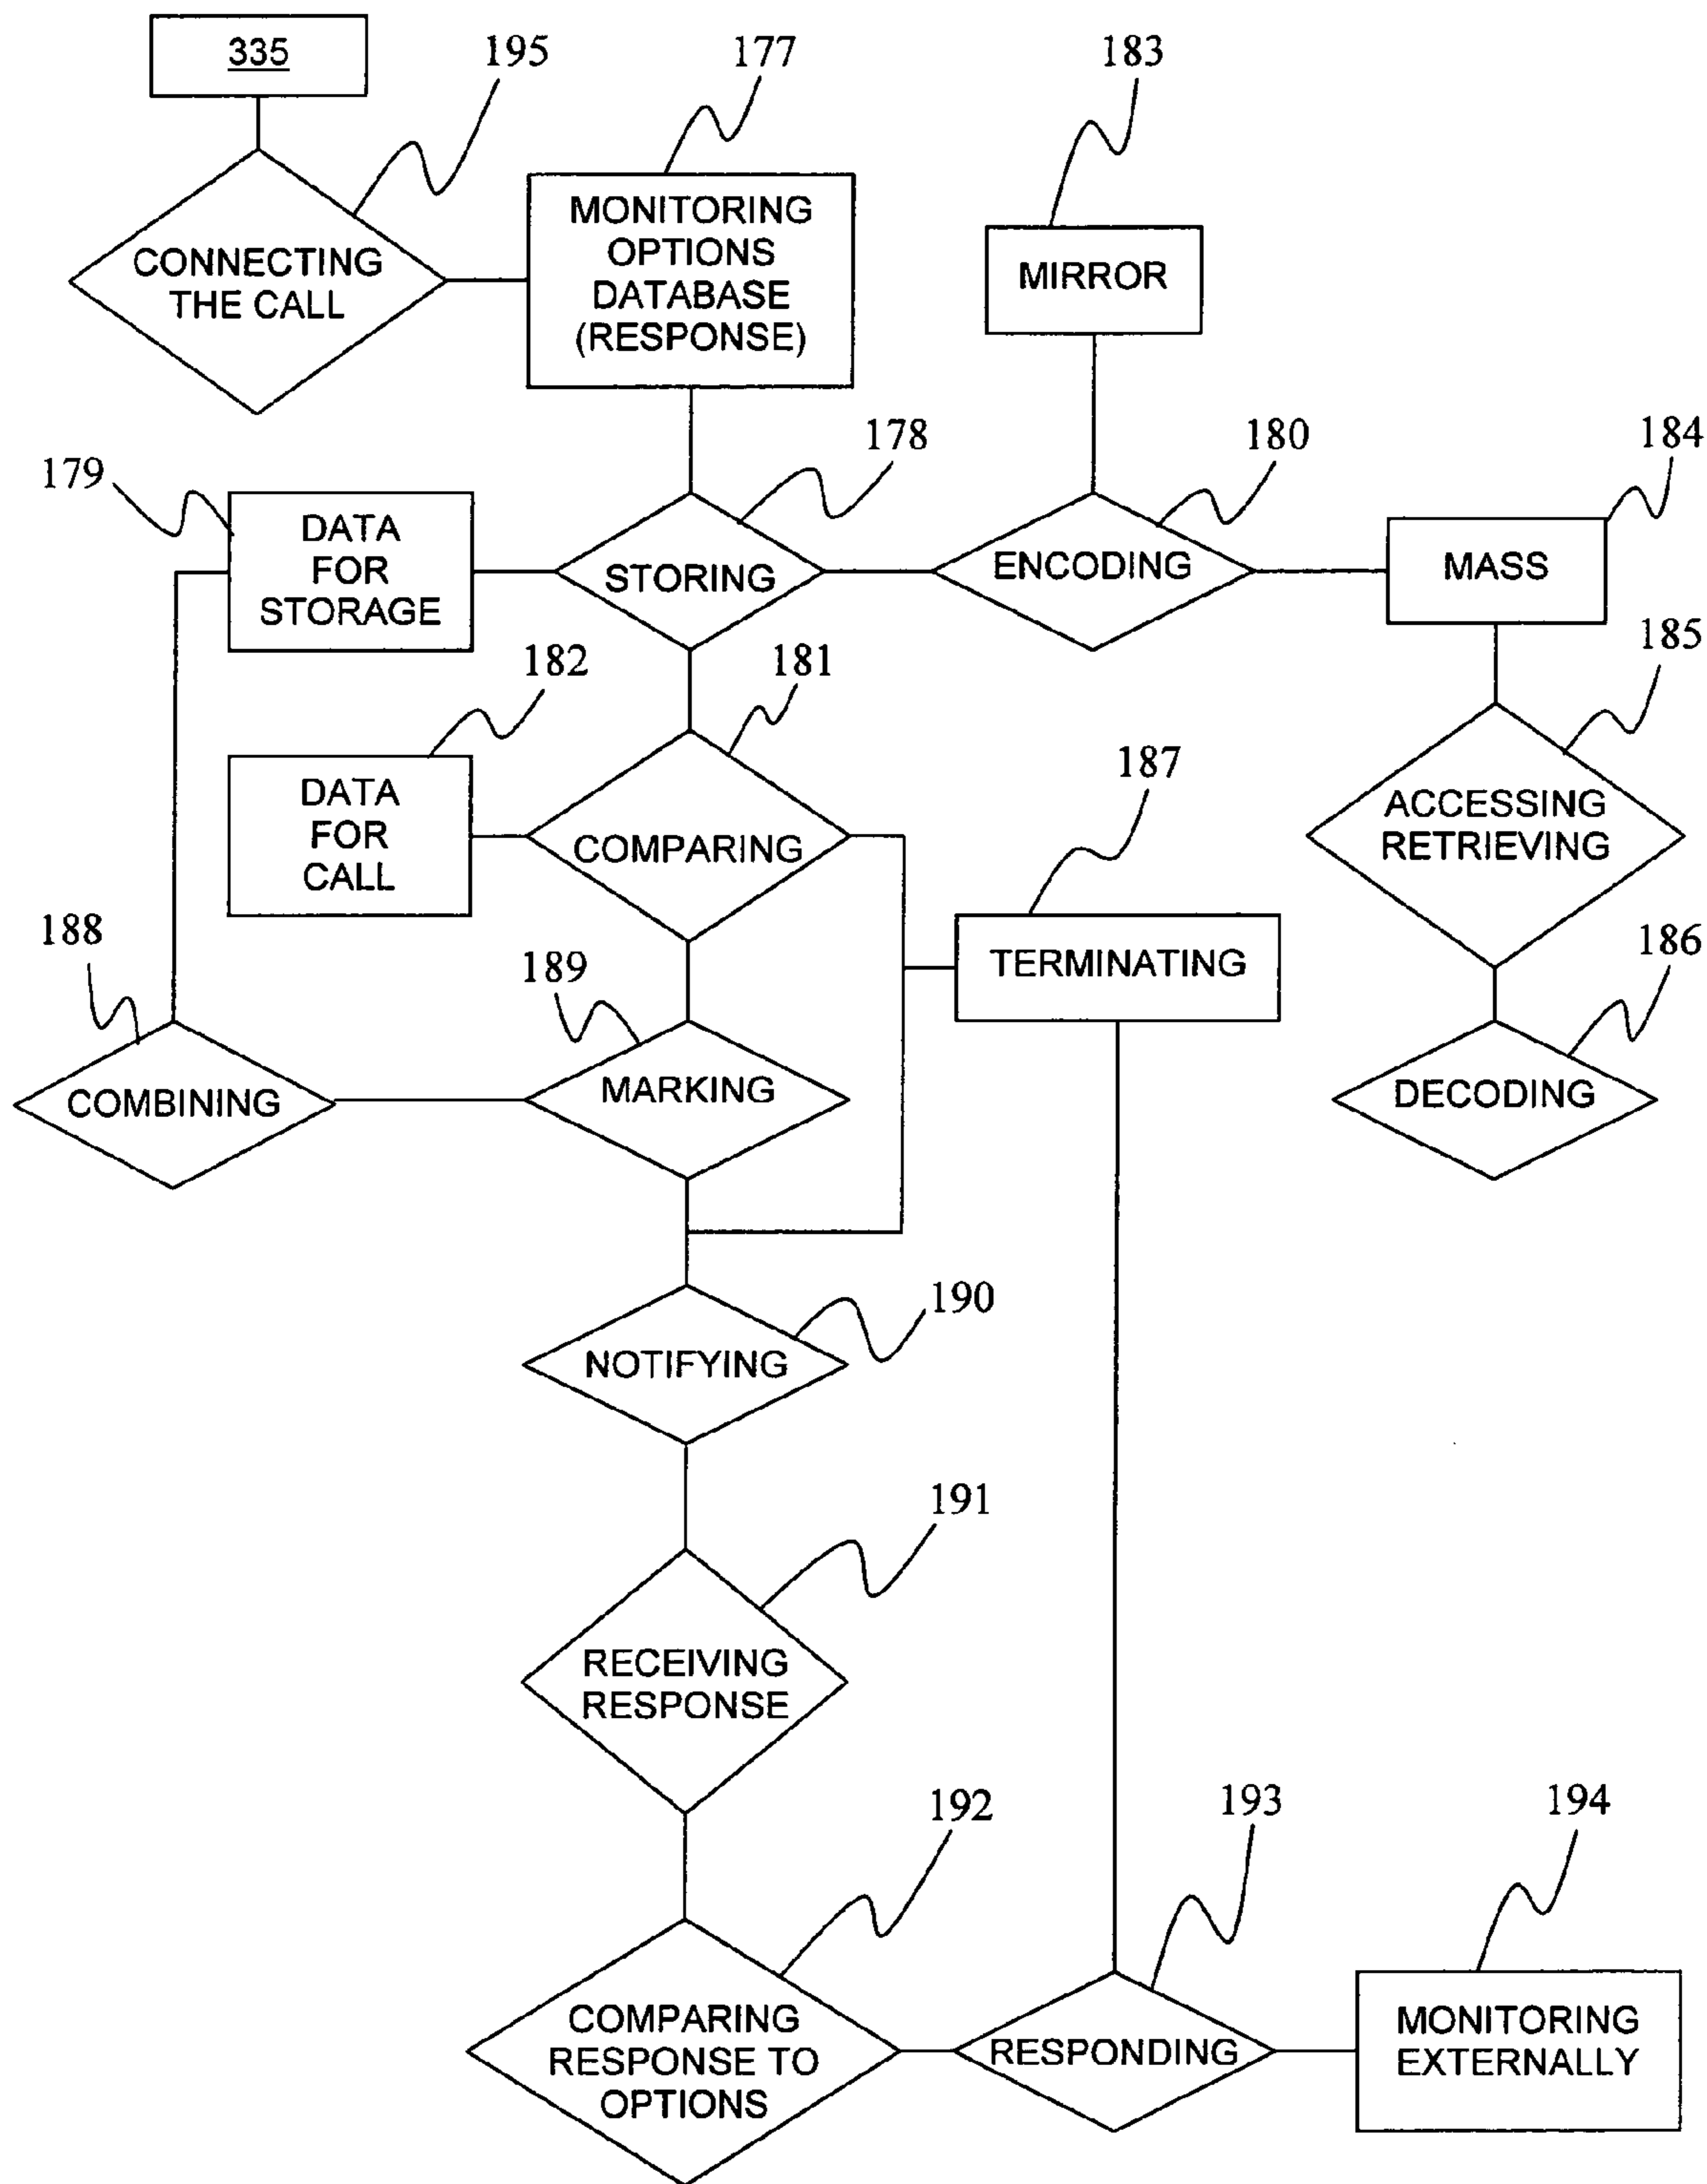 335
195
177
183
CONNECTING
THE CALL
MONITORING
OPTIONS
DATABASE
(RESPONSE)
MIRROR
179
178
180
184
DATA
FOR
STORAGE
STORING
ENCODING
MASS
182
181
185
DATA
FOR
CALL
COMPARING
187
ACCESSING
RETRIEVING
188
189
TERMINATING
186
COMBINING
MARKING
DECODING
190
NOTIFYING
191
RECEIVING
RESPONSE
192
193
194
COMPARING
RESPONSE TO
OPTIONS
RESPONDING
MONITORING
EXTERNALLY